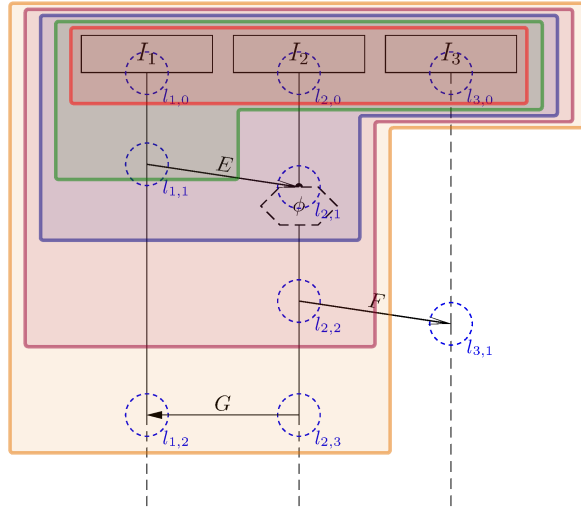 I₁ I₂ I₃
l₁,₀ l₂,₀ l₃,₀
E
l₁,₁ ϕ l₂,₁
F
l₂,₂ l₃,₁
G
l₁,₂ l₂,₃